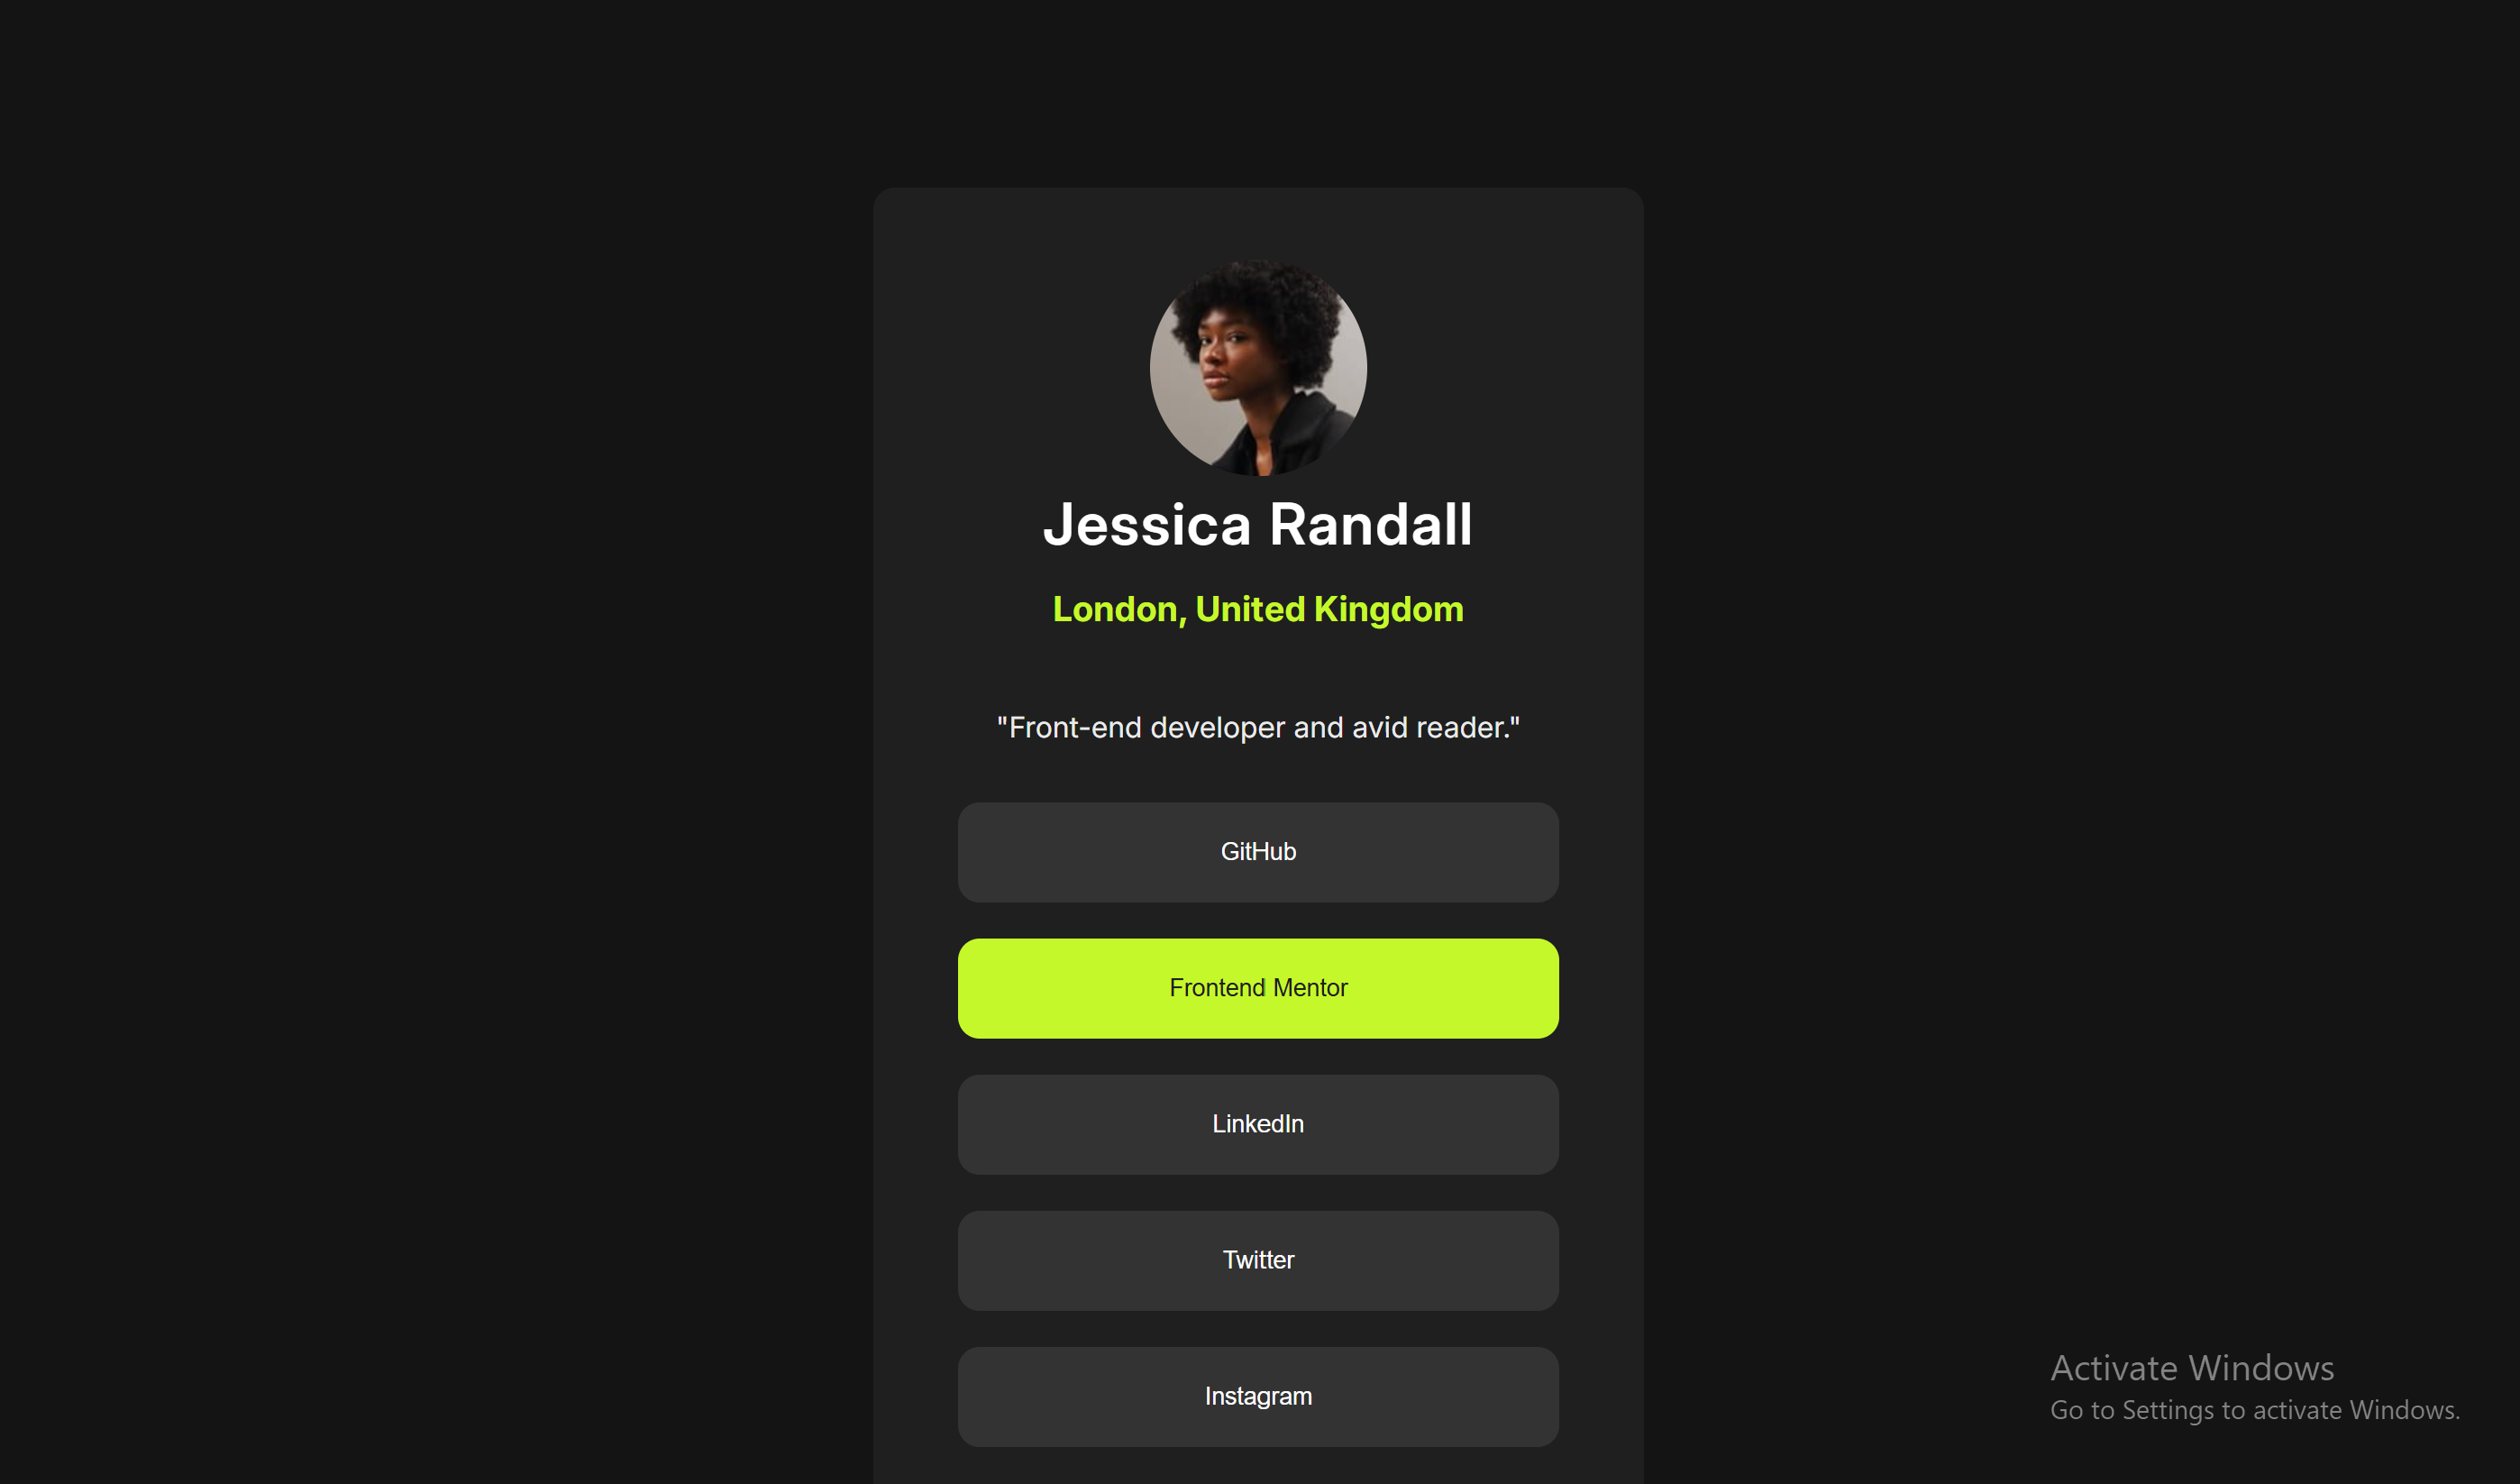 Jessica Randall
London, United Kingdom
"Front-end developer and avid reader."
GitHub
Frontend Mentor
LinkedIn
Twitter
Instagram
Activate Windows
Go to Settings to activate Windows.